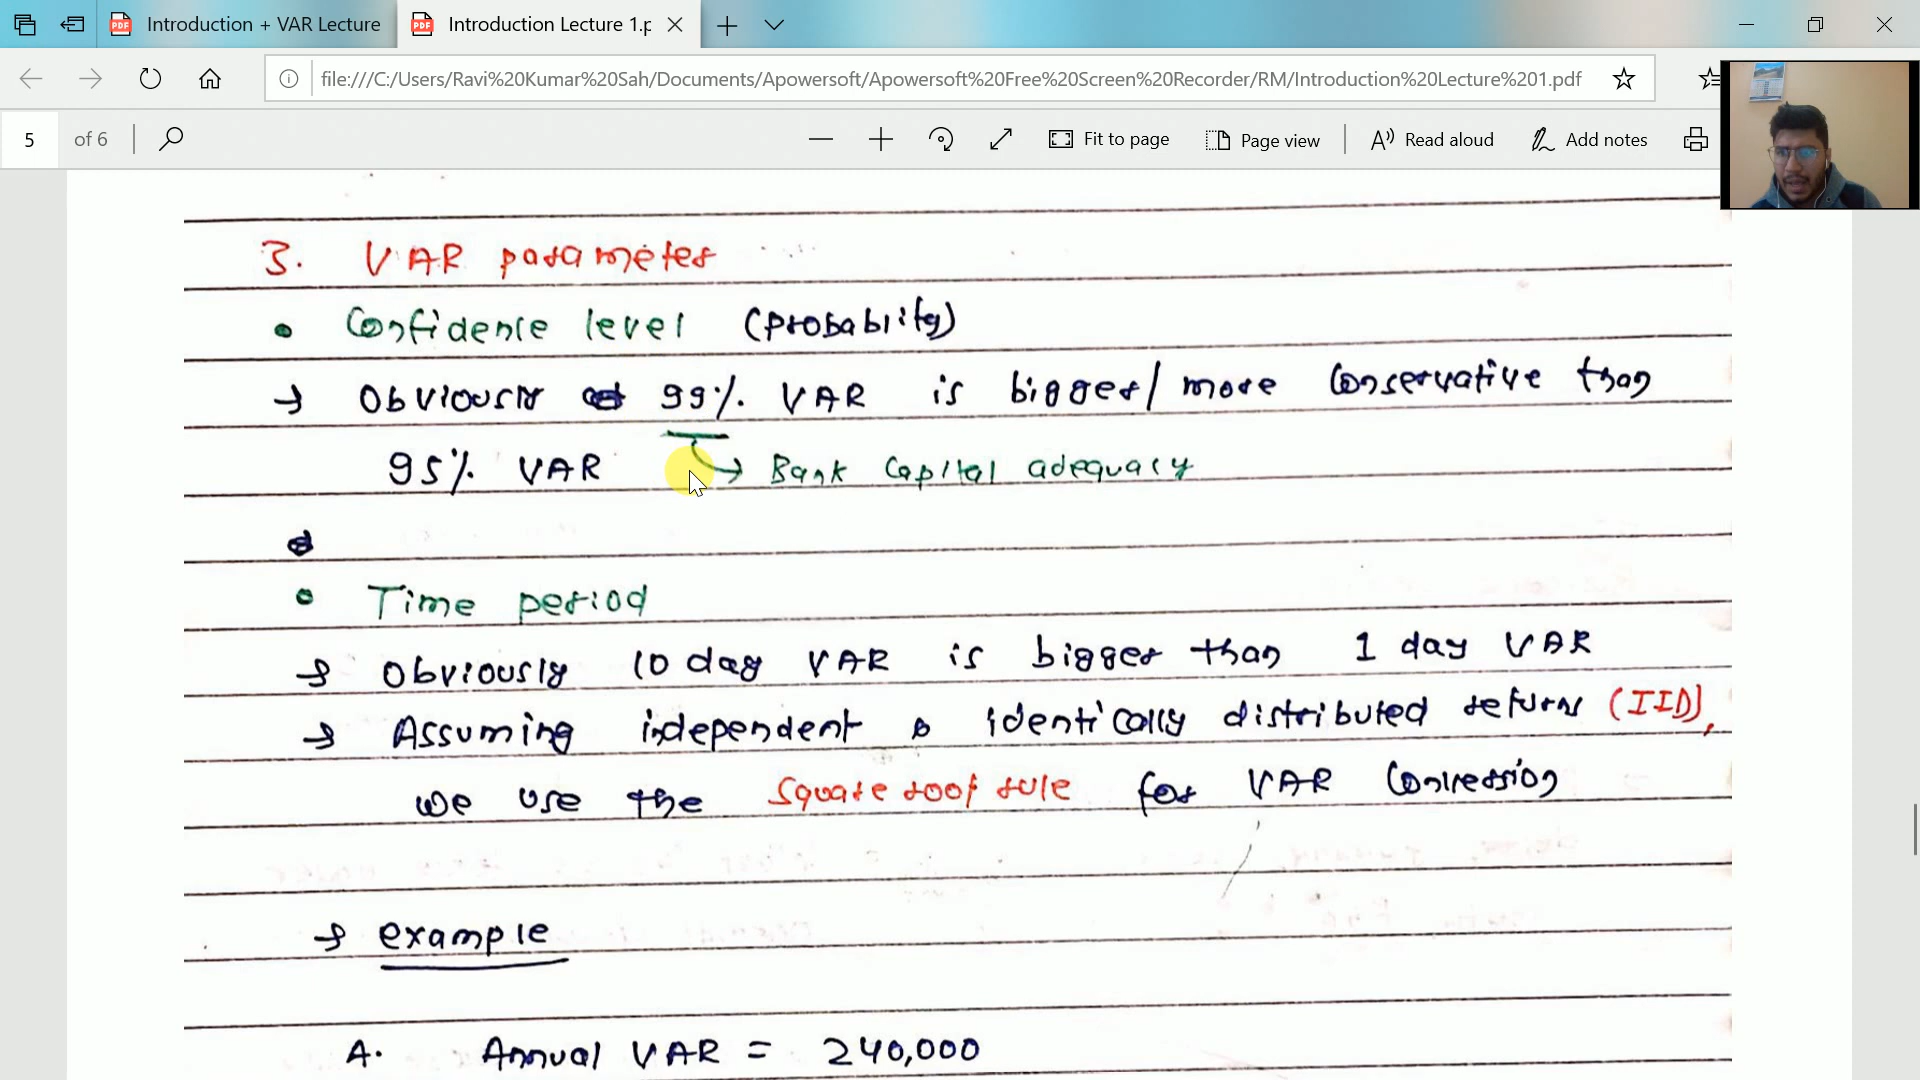 Introduction + VAR Lecture
Introduction Lecture 1.p
file:///C:/Users/Ravi%20Kumar%20Sah/Documents/Apowersoft/Apowersoft%20Free%20Screen%20Recorder/RM/Introduction%20Lecture%201.pdf
5 of 6 Fit to page Page view Read aloud Add notes
3. VAR parameter
• Confidence level (probability)
→ Obviously 99% VAR is bigger/more conservative than
95% VAR → Bank Capital adequacy
• Time period
→ Obviously 10 day VAR is bigger than 1 day VAR
→ Assuming independent & identically distributed returns (IID),
we use the Square root rule for VAR
→ example
A. Annual VAR = 240,000